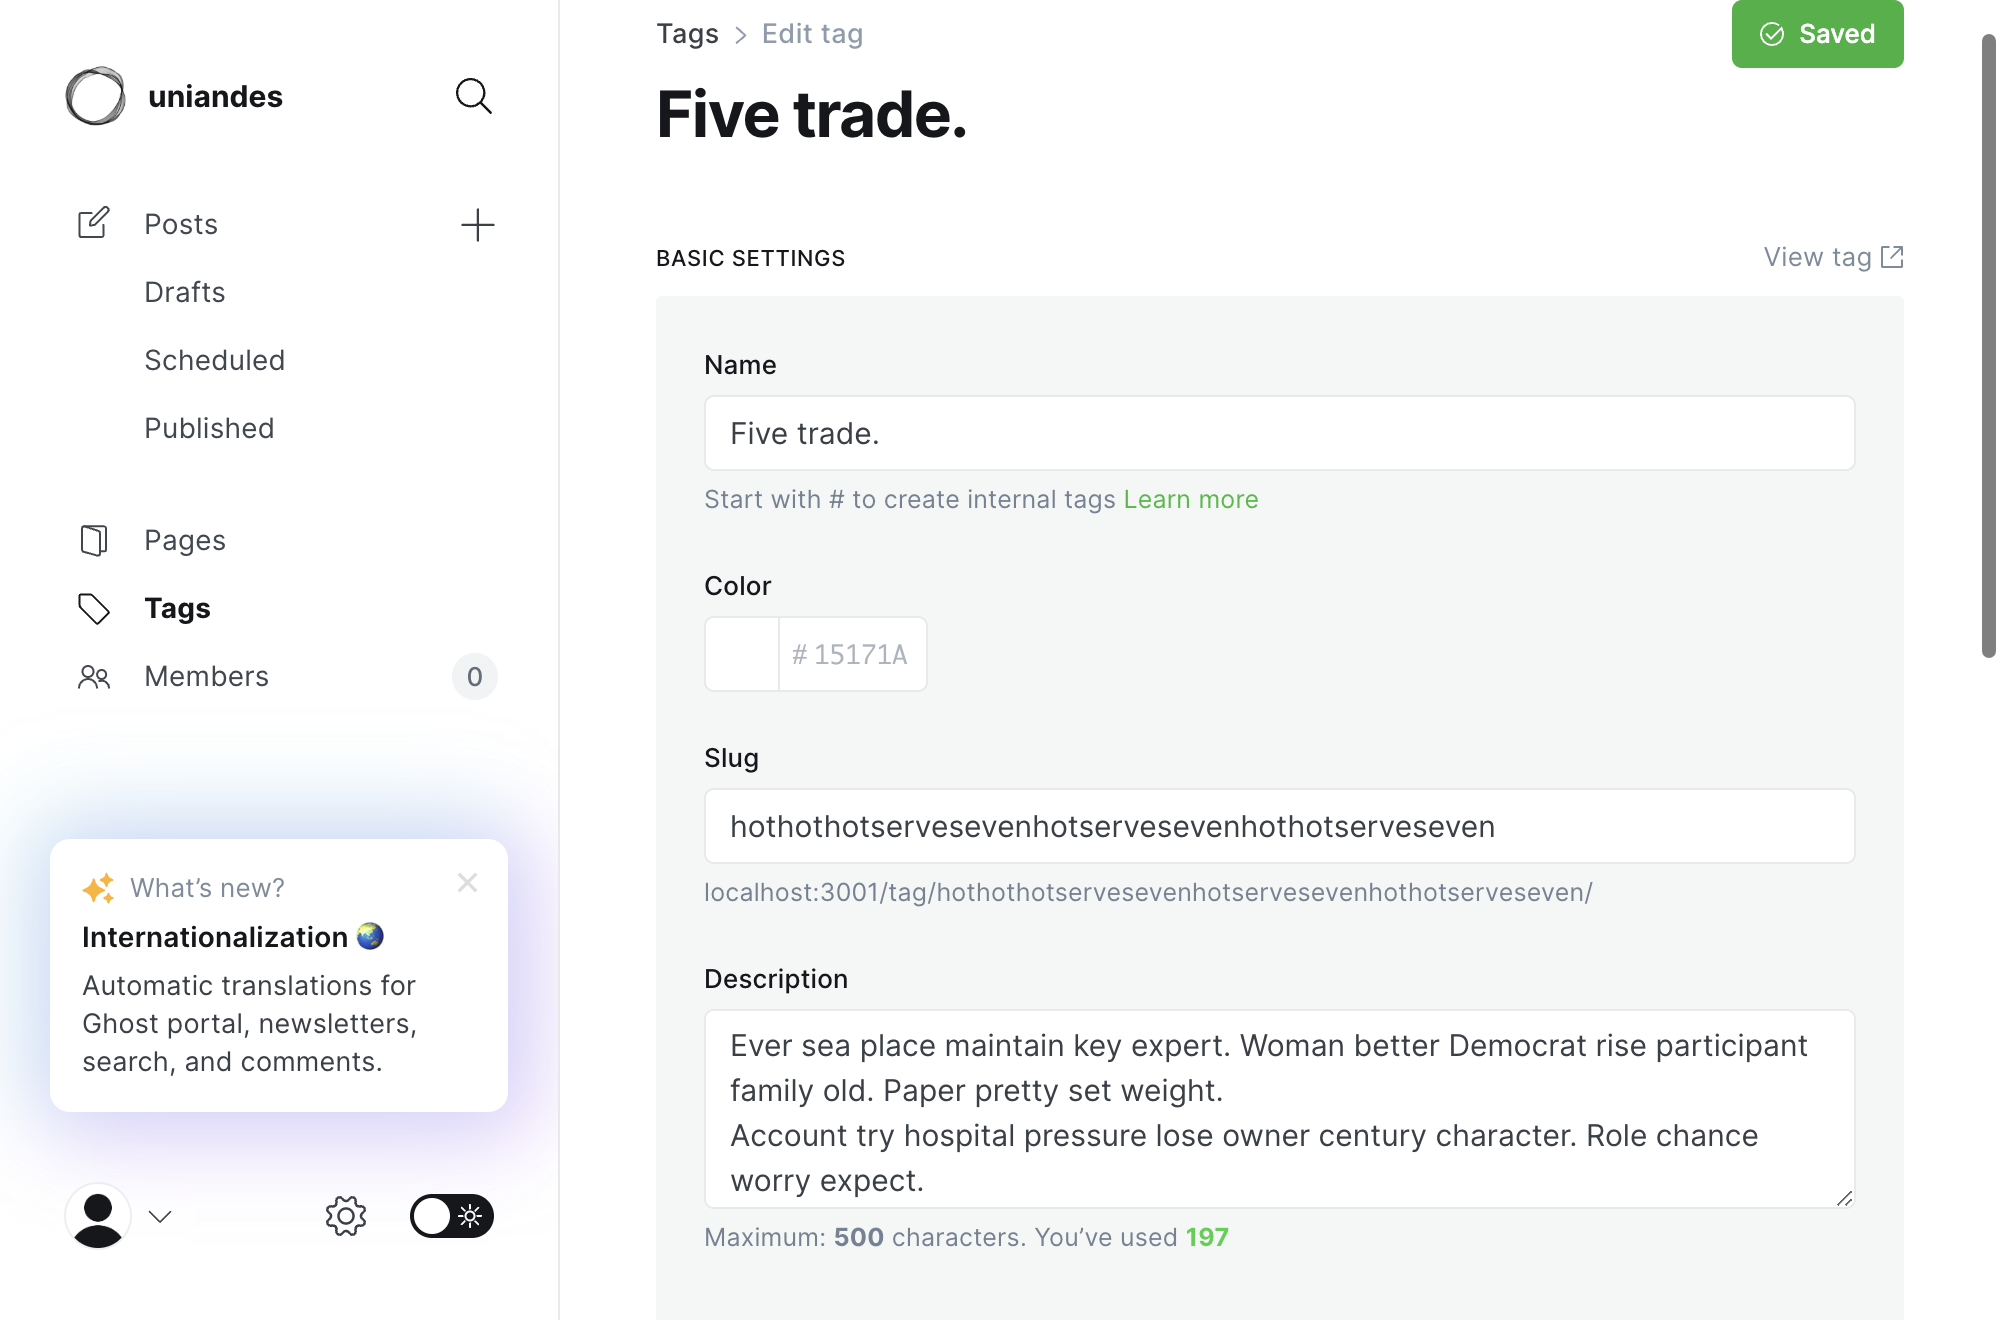 uniandes
Posts
Drafts
Scheduled
Published
Pages
Tags
Members
0
What's new?
Internationalization
Automatic translations for
Ghost portal, newsletters,
search, and comments.
Tags > Edit tag
Saved
Five trade.
BASIC SETTINGS
View tag
Name
Five trade.
Start with # to create internal tags Learn more
Color
# 15171A
Slug
hothothotservesevenhotservesevenhothotserveseven
localhost:3001/tag/hothothotservesevenhotservesevenhothotserveseven/
Description
Ever sea place maintain key expert. Woman better Democrat rise participant
family old. Paper pretty set weight.
Account try hospital pressure lose owner century character. Role chance
worry expect.
Maximum: 500 characters. You’ve used 197